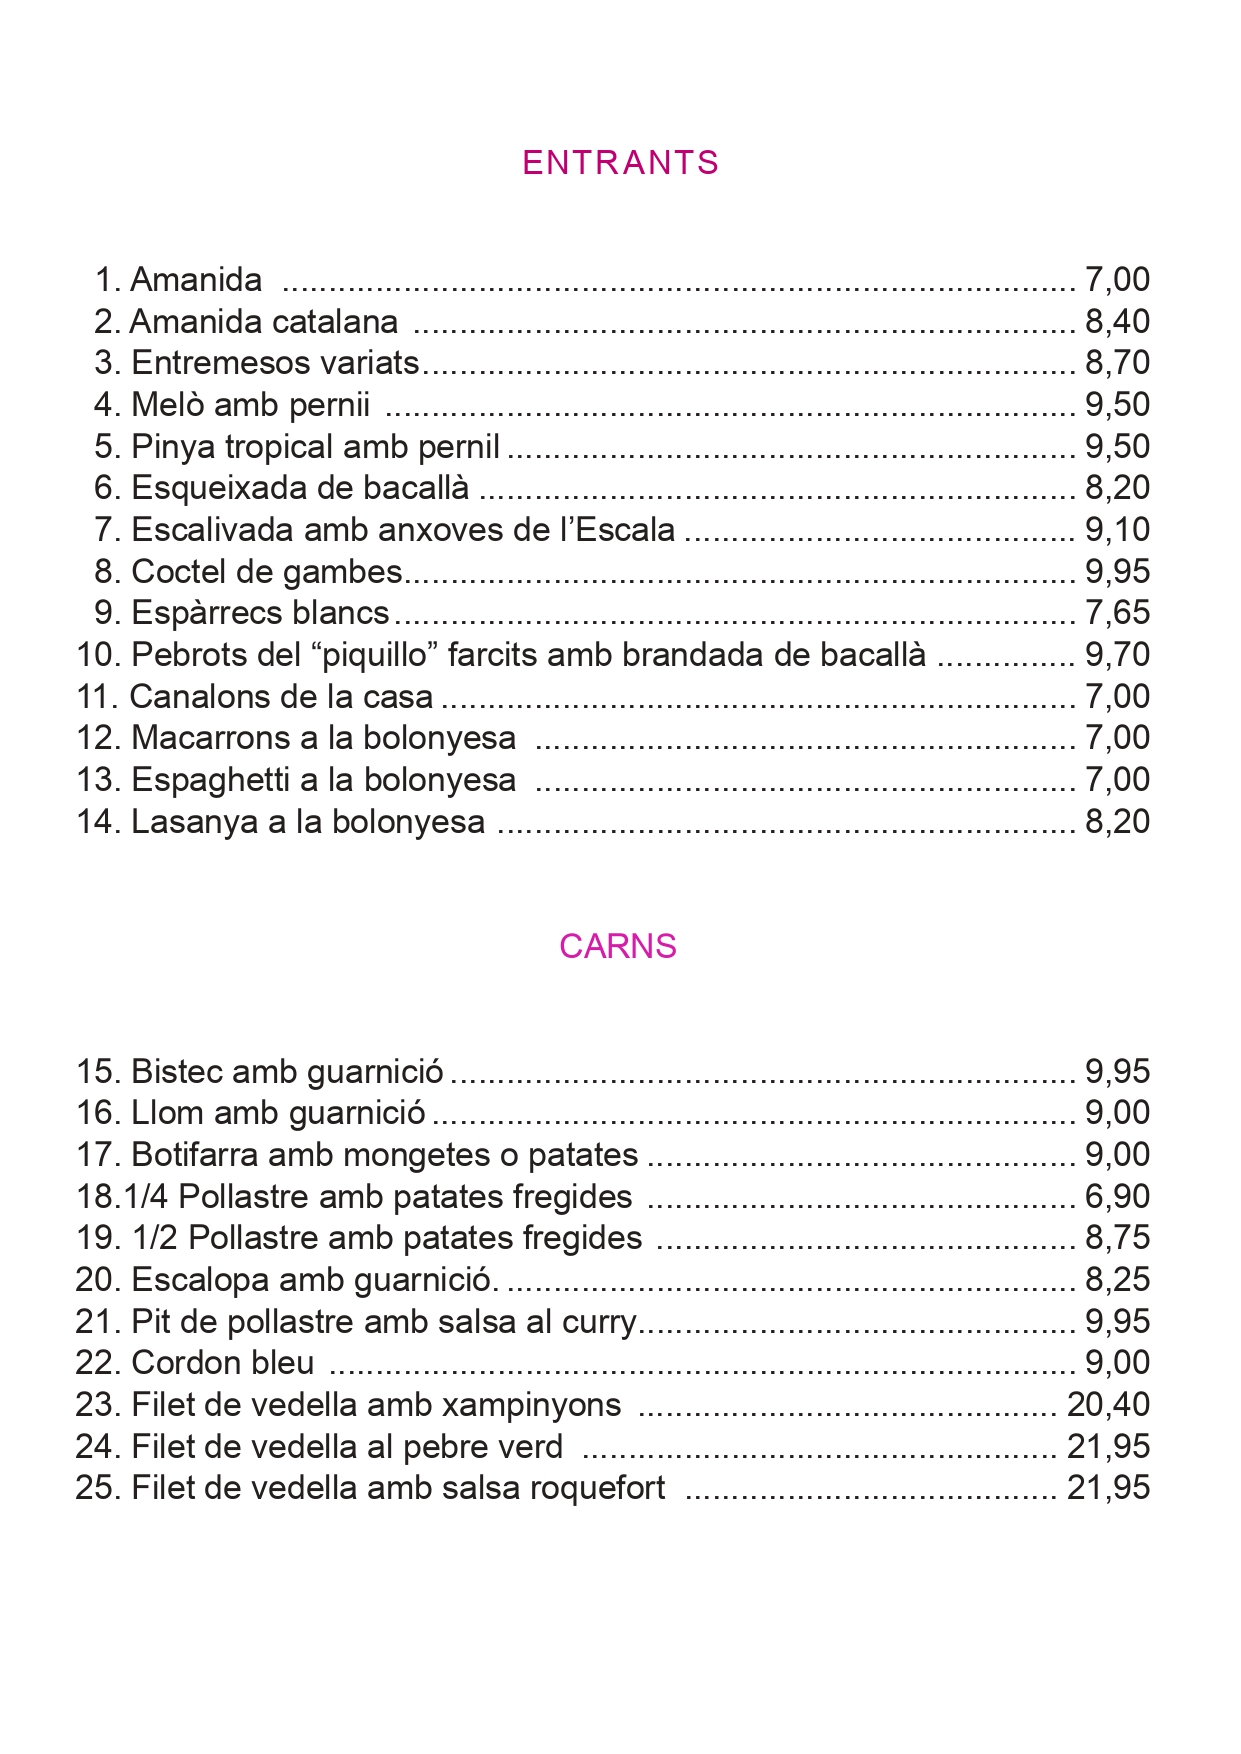 ENTRANTS
1. Amanida ........................................................................................ 7,00
2. Amanida catalana ......................................................................... 8,40
3. Entremesos variats........................................................................ 8,70
4. Melò amb pernii ............................................................................ 9,50
5. Pinya tropical amb pernil ............................................................... 9,50
6. Esqueixada de bacallà .................................................................. 8,20
7. Escalivada amb anxoves de l’Escala ........................................... 9,10
8. Coctel de gambes.......................................................................... 9,95
9. Espàrrecs blancs........................................................................... 7,65
10. Pebrots del “piquillo” farcits amb brandada de bacallà ............... 9,70
11. Canalons de la casa ...................................................................... 7,00
12. Macarrons a la bolonyesa ............................................................ 7,00
13. Espaghetti a la bolonyesa ............................................................ 7,00
14. Lasanya a la bolonyesa ................................................................ 8,20
CARNS
15. Bistec amb guarnició ..................................................................... 9,95
16. Llom amb guarnició ....................................................................... 9,00
17. Botifarra amb mongetes o patates ............................................... 9,00
18.1/4 Pollastre amb patates fregides ............................................... 6,90
19. 1/2 Pollastre amb patates fregides .............................................. 8,75
20. Escalopa amb guarnició. ............................................................... 8,25
21. Pit de pollastre amb salsa al curry................................................ 9,95
22. Cordon bleu .................................................................................. 9,00
23. Filet de vedella amb xampinyons .............................................. 20,40
24. Filet de vedella al pebre verd .................................................... 21,95
25. Filet de vedella amb salsa roquefort ......................................... 21,95